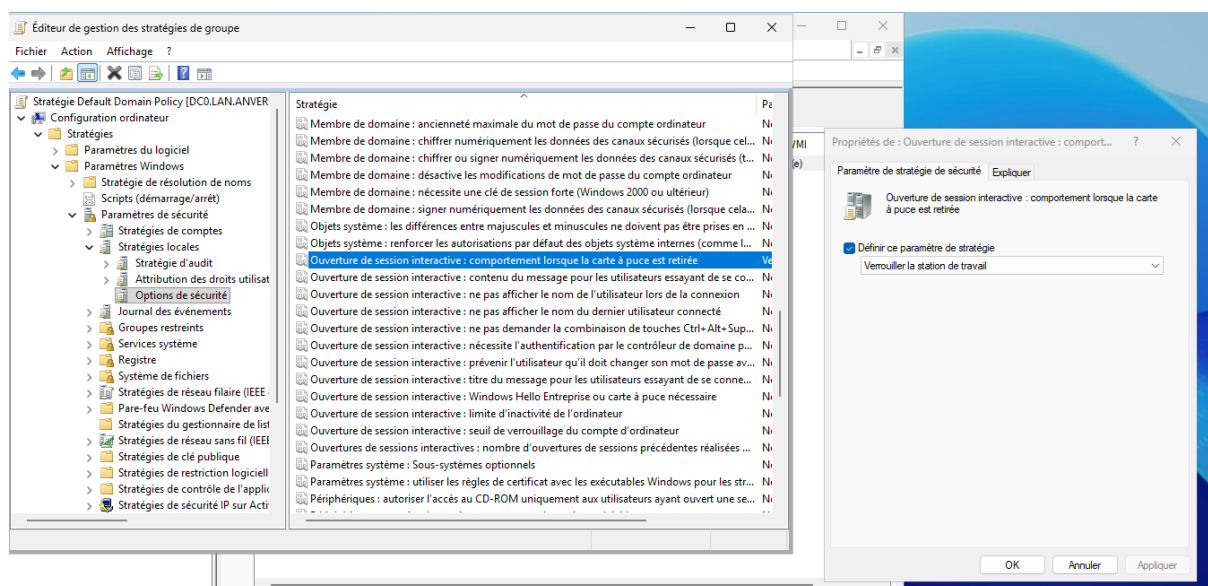 Éditeur de gestion des stratégies de groupe
Fichier Action Affichage ?
Stratégie Default Domain Policy [DC0.LAN.ANVER
Configuration ordinateur
Stratégies
Paramètres du logiciel
Paramètres Windows
Stratégie de résolution de noms
Scripts (démarrage/arrêt)
Paramètres de sécurité
Stratégies de comptes
Stratégies locales
Stratégie d'audit
Attribution des droits utilisat
Options de sécurité
Journal des événements
Groupes restreints
Services système
Registre
Système de fichiers
Stratégies de réseau filaire (IEEE
Pare-feu Windows Defender ave
Stratégies du gestionnaire de list
Stratégies de réseau sans fil (IEEE
Stratégies de clé publique
Stratégies de restriction logiciell
Stratégies de contrôle de l'applic
Stratégies de sécurité IP sur Acti
Stratégie Pa
Membre de domaine : ancienneté maximale du mot de passe du compte ordinateur
Membre de domaine : chiffrer numériquement les données des canaux sécurisés (lorsque cel...
Membre de domaine : chiffrer ou signer numériquement les données des canaux sécurisés (t...
Membre de domaine : désactive les modifications de mot de passe du compte ordinateur
Membre de domaine : nécessite une clé de session forte (Windows 2000 ou ultérieur)
Membre de domaine : signer numériquement les données des canaux sécurisés (lorsque cela...
Objets système : les différences entre majuscules et minuscules ne doivent pas être prises en ...
Objets système : renforcer les autorisations par défaut des objets système internes (comme l...
Ouverture de session interactive : comportement lorsque la carte à puce est retirée Ve
Ouverture de session interactive : contenu du message pour les utilisateurs essayant de se co...
Ouverture de session interactive : ne pas afficher le nom de l'utilisateur lors de la connexion
Ouverture de session interactive : ne pas afficher le nom du dernier utilisateur connecté
Ouverture de session interactive : ne pas demander la combinaison de touches Ctrl+Alt+Sup...
Ouverture de session interactive : nécessite l'authentification par le contrôleur de domaine p...
Ouverture de session interactive : prévenir l'utilisateur qu'il doit changer son mot de passe av...
Ouverture de session interactive : titre du message pour les utilisateurs essayant de se conne...
Ouverture de session interactive : Windows Hello Entreprise ou carte à puce nécessaire
Ouverture de session interactive : limite d'inactivité de l'ordinateur
Ouverture de session interactive : seuil de verrouillage du compte d'ordinateur
Ouvertures de sessions interactives : nombre d'ouvertures de sessions précédentes réalisées ...
Paramètres système : Sous-systèmes optionnels
Paramètres système : utiliser les règles de certificat avec les exécutables Windows pour les str...
Périphériques : autoriser l'accès au CD-ROM uniquement aux utilisateurs ayant ouvert une se...
/MI
(e)
Propriétés de : Ouverture de session interactive : comport... ?
Paramètre de stratégie de sécurité Expliquer
Ouverture de session interactive : comportement lorsque la carte
à puce est retirée
Définir ce paramètre de stratégie
Verrouiller la station de travail
OK Annuler Appliquer